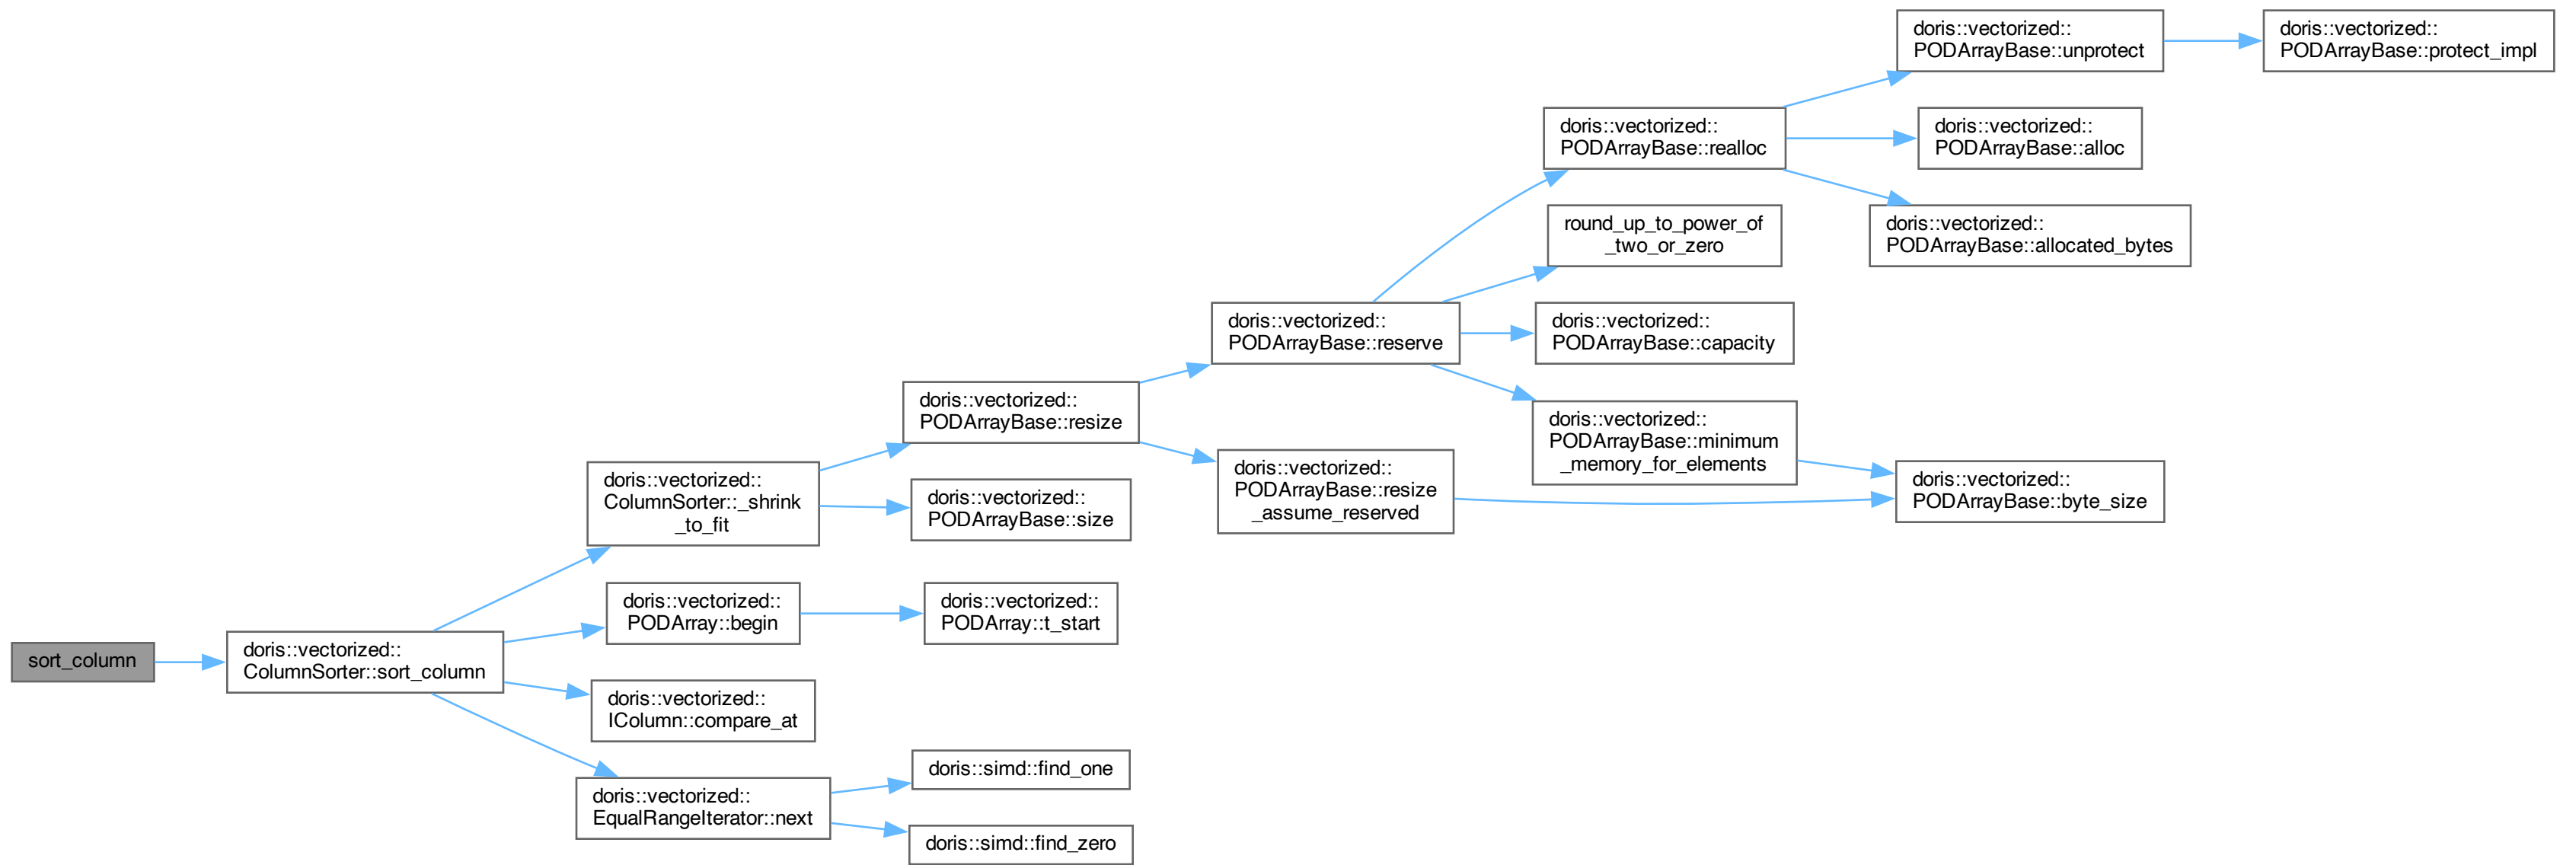 sort_column
doris::vectorized::
ColumnSorter::sort_column
doris::vectorized::
ColumnSorter::_shrink
_to_fit
doris::vectorized::
PODArrayBase::resize
doris::vectorized::
PODArrayBase::reserve
doris::vectorized::
PODArrayBase::realloc
doris::vectorized::
PODArrayBase::unprotect
doris::vectorized::
PODArrayBase::protect_impl
doris::vectorized::
PODArrayBase::alloc
doris::vectorized::
PODArrayBase::allocated_bytes
round_up_to_power_of
_two_or_zero
doris::vectorized::
PODArrayBase::capacity
doris::vectorized::
PODArrayBase::minimum
_memory_for_elements
doris::vectorized::
PODArrayBase::byte_size
doris::vectorized::
PODArrayBase::resize
_assume_reserved
doris::vectorized::
PODArrayBase::size
doris::vectorized::
PODArray::begin
doris::vectorized::
PODArray::t_start
doris::vectorized::
IColumn::compare_at
doris::vectorized::
EqualRangeIterator::next
doris::simd::find_one
doris::simd::find_zero